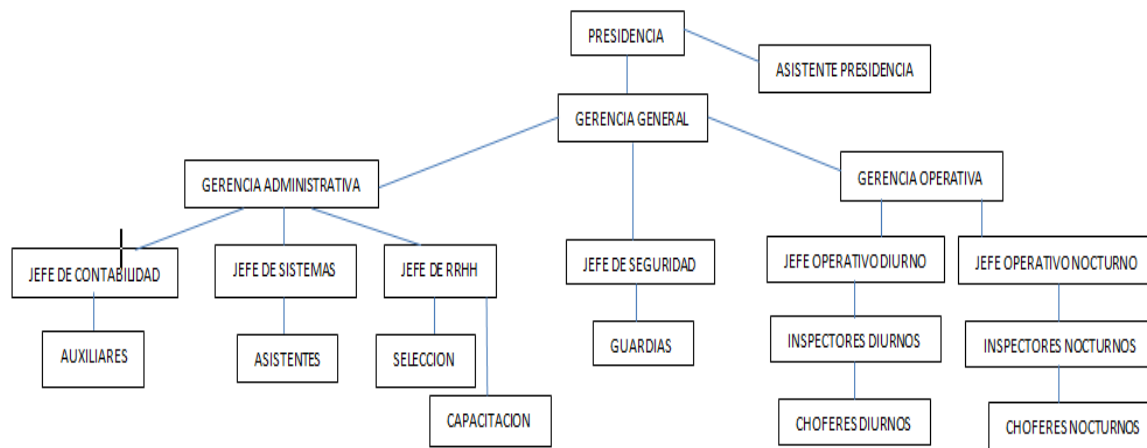 PRESIDENCIA
ASISTENTE PRESIDENCIA
GERENCIA GENERAL
GERENCIA ADMINISTRATIVA
GERENCIA OPERATIVA
JEFE DE CONTABILIDAD
JEFE DE SISTEMAS
JEFE DE RRHH
JEFE DE SEGURIDAD
JEFE OPERATIVO DIURNO
JEFE OPERATIVO NOCTURNO
AUXILIARES
ASISTENTES
SELECCION
GUARDIAS
INSPECTORES DIURNOS
INSPECTORES NOCTURNOS
CAPACITACION
CHOFERES DIURNOS
CHOFERES NOCTURNOS